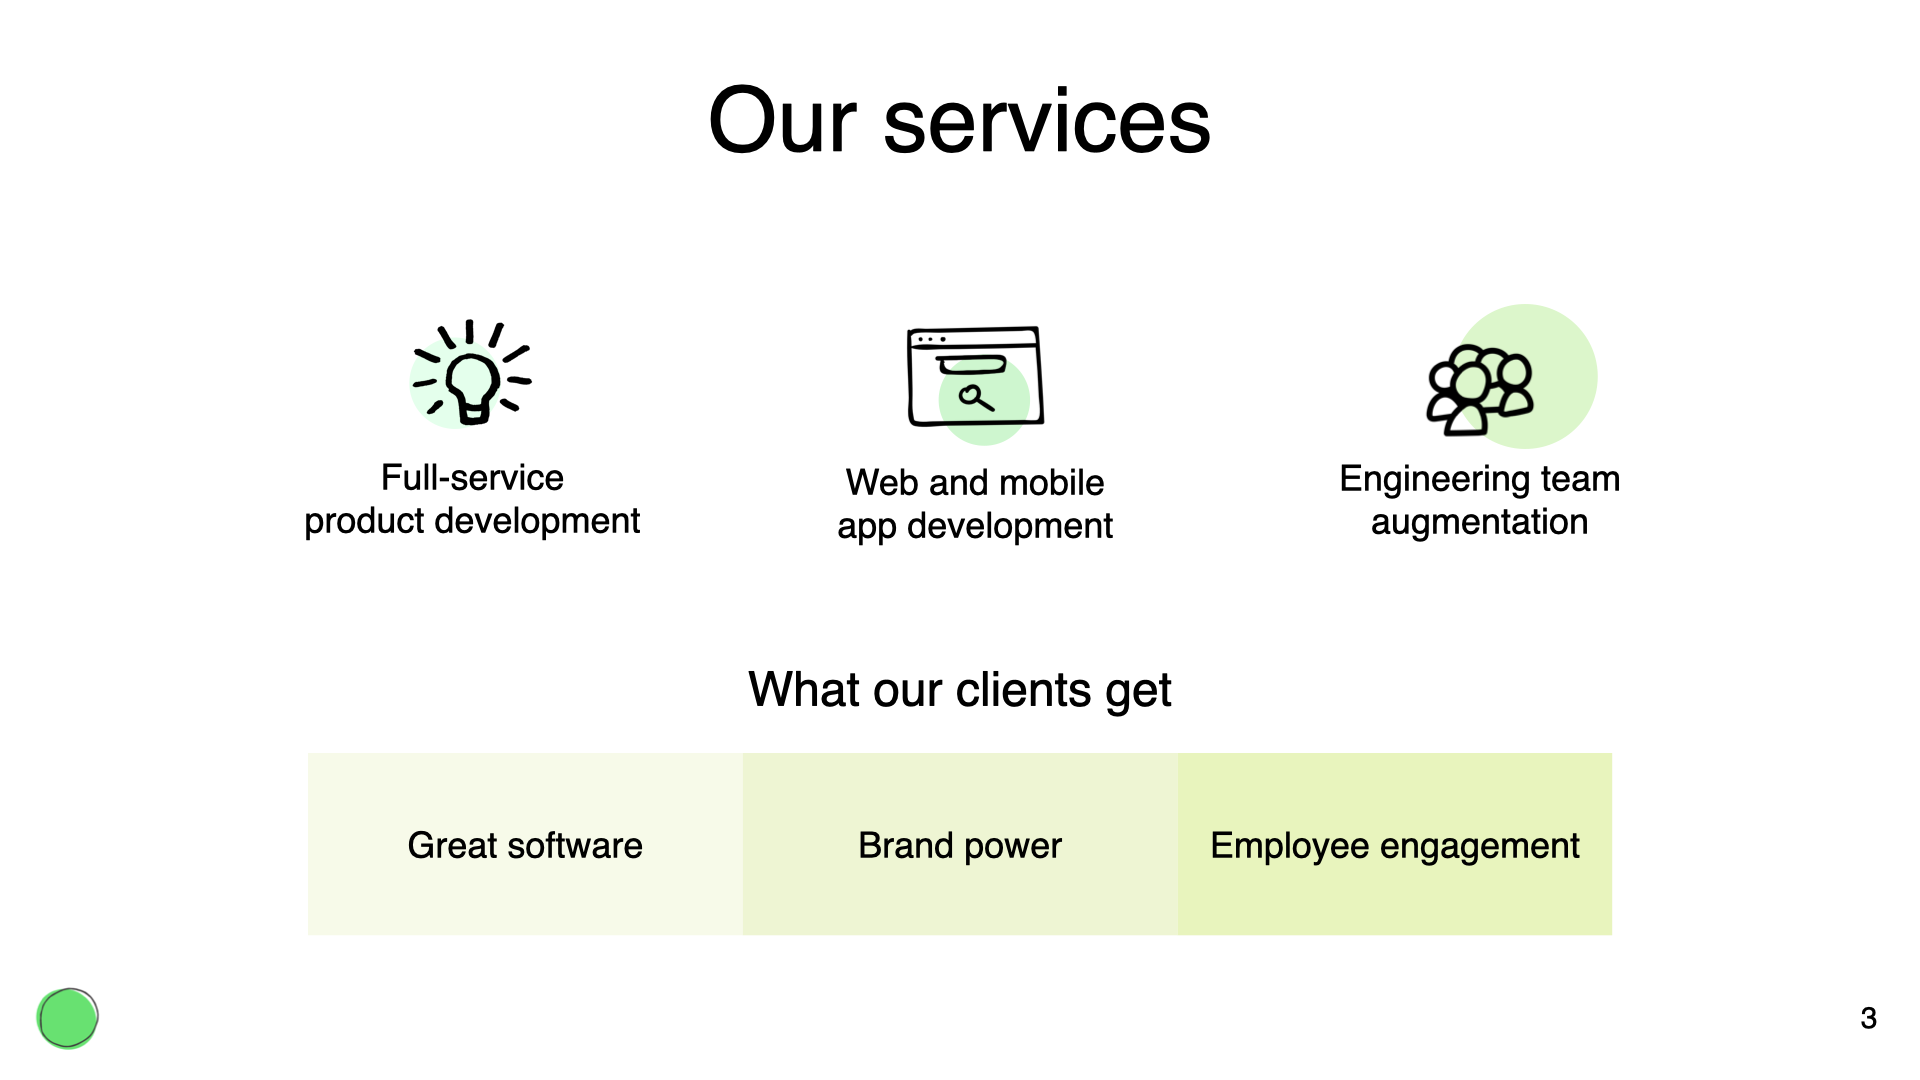 Our services
Full-service
product development
Web and mobile
app development
Engineering team
augmentation
What our clients get
Great software
Brand power
Employee engagement
3